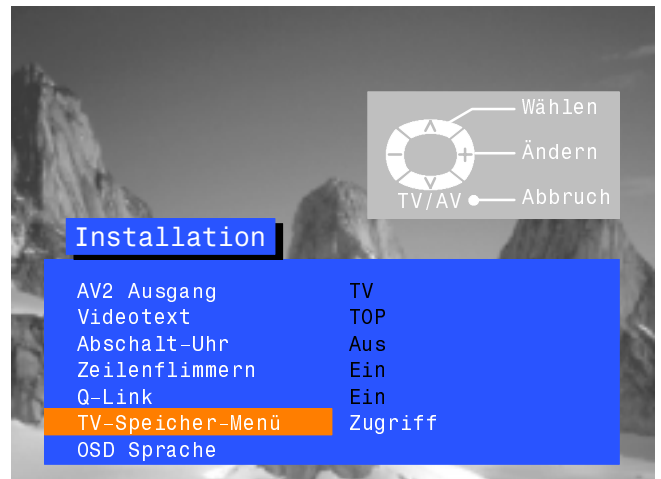 Wählen
Ändern
TV/AV Abbruch
Installation
AV2 Ausgang TV
Videotext TOP
Abschalt-Uhr Aus
Zeilenflimmern Ein
Q-Link Ein
TV-Speicher-Menü Zugriff
OSD Sprache